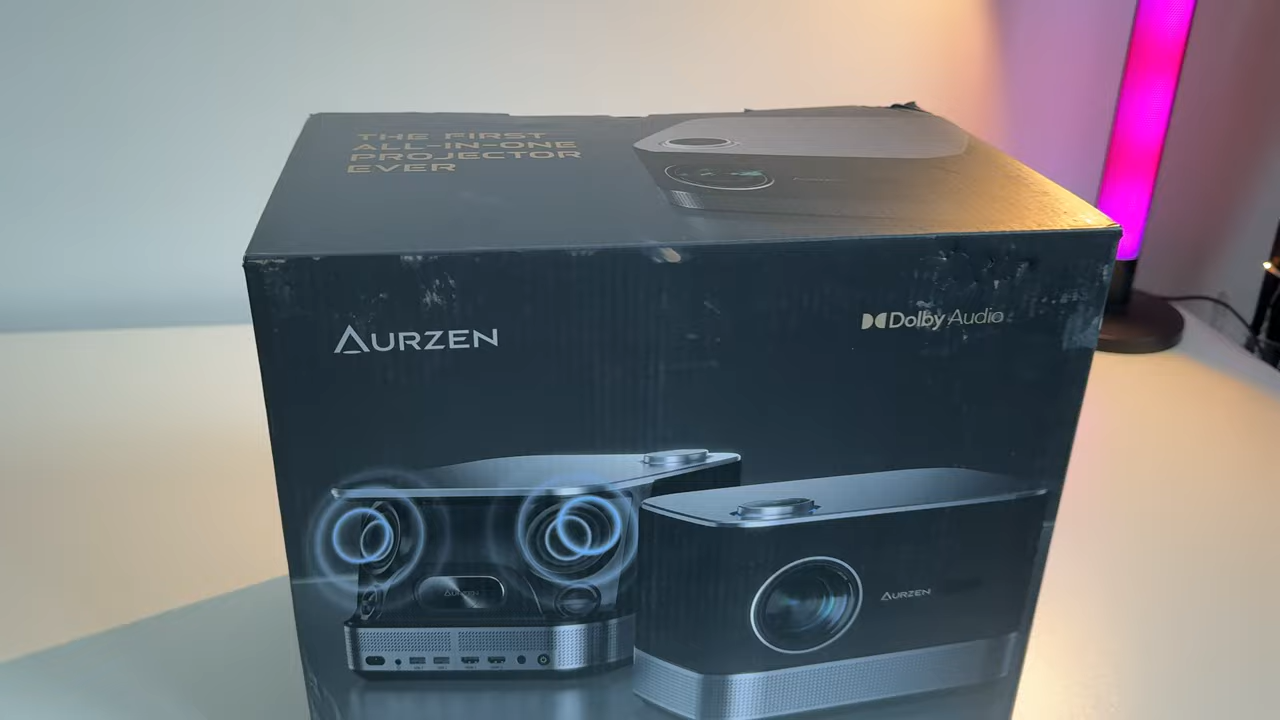 THE FIRST
ALL-IN-ONE
PROJECTOR
EVER
AURZEN
Dolby Audio
AURZEN
AURZEN